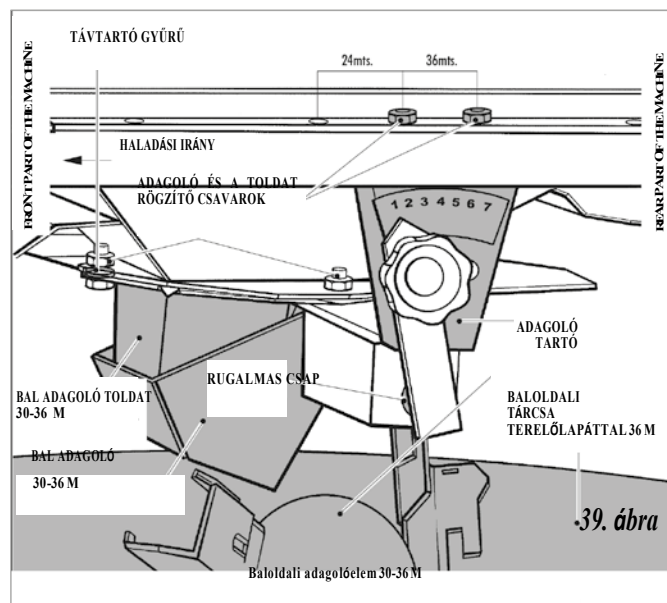 TÁVTARTÓ GYŰRŰ
24mts.
36mts.
FRONT PART OF THE MACHINE
REAR PART OF THE MACHINE
HALADÁSI IRÁNY
ADAGOLÓ ÉS A TOLDAT
RÖGZÍTŐ CSAVAROK
1 2 3 4 5 6 7
ADAGOLÓ
TARTÓ
RUGALMAS CSAP
BAL ADAGOLÓ TOLDAT
30-36 M
BALOLDALI
TÁRCSA
TERELŐLAPÁTTAL 36 M
BAL ADAGOLÓ
30-36 M
39. ábra
Baloldali adagolóelem 30-36 M